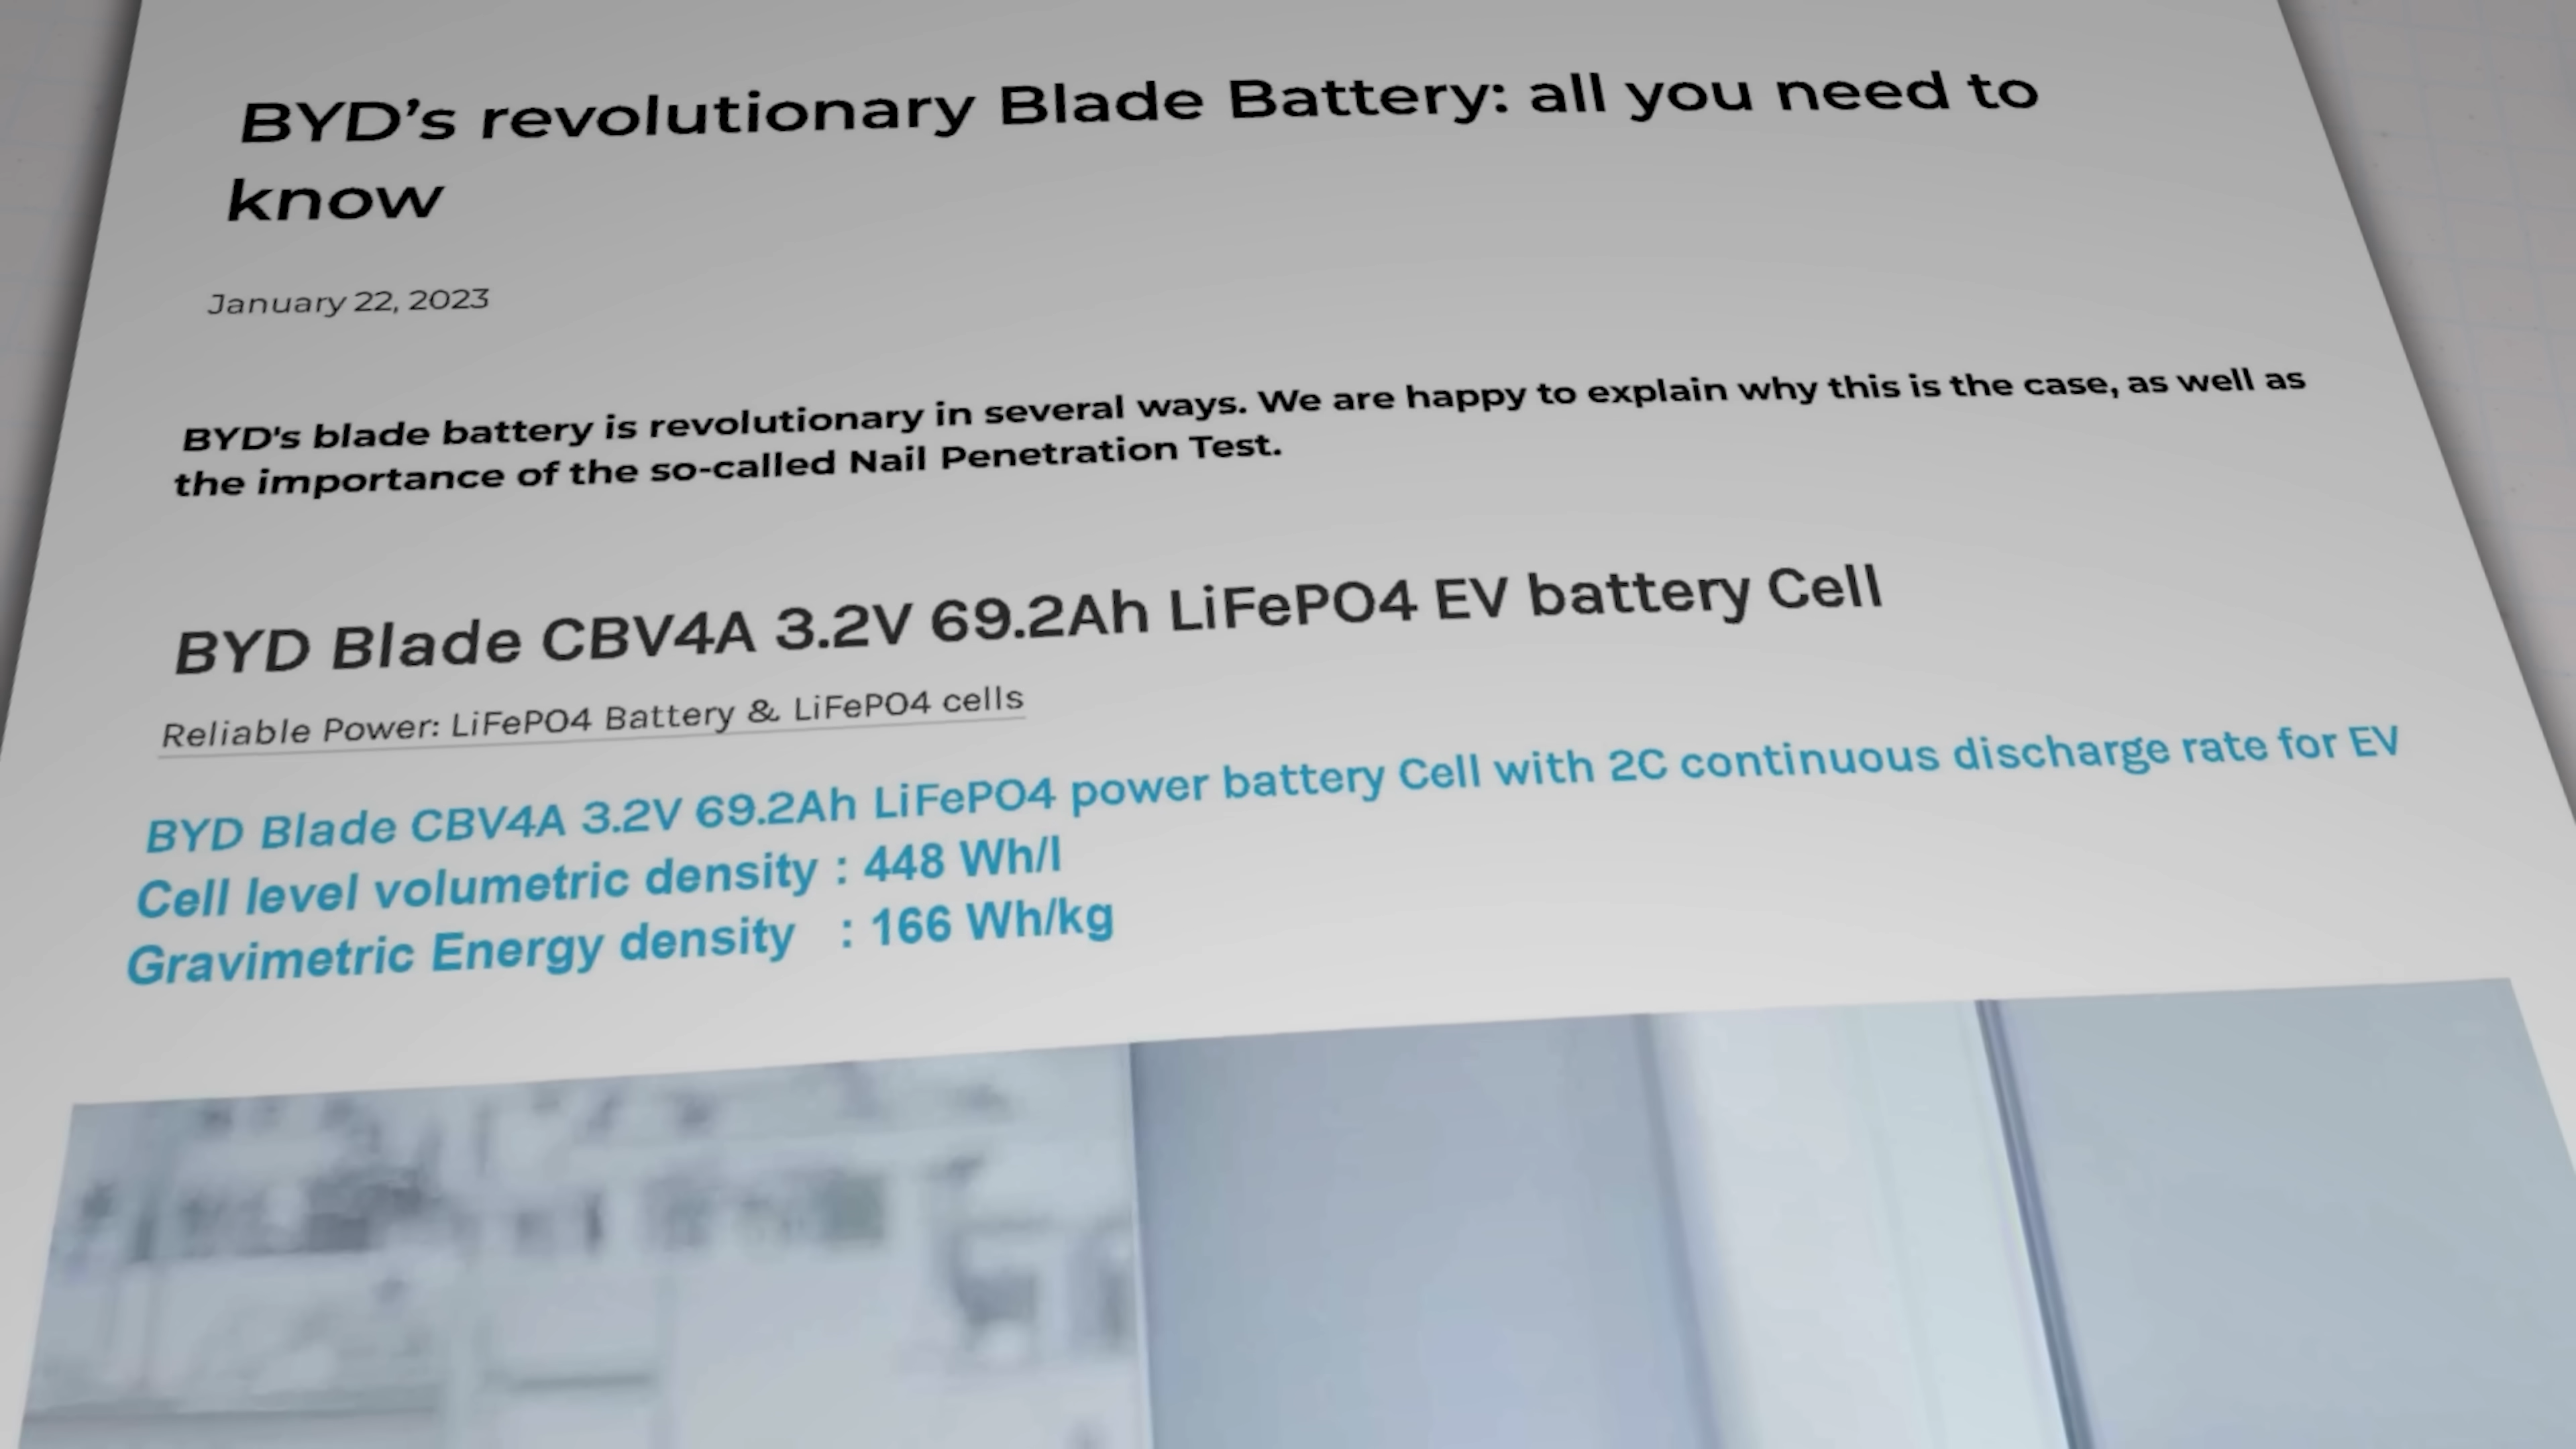 BYD’s revolutionary Blade Battery: all you need to
know
January 22, 2023
BYD's blade battery is revolutionary in several ways. We are happy to explain why this is the case, as well as
the importance of the so-called Nail Penetration Test.
BYD Blade CBV4A 3.2V 69.2Ah LiFePO4 EV battery Cell
Reliable Power: LiFePO4 Battery & LiFePO4 cells
BYD Blade CBV4A 3.2V 69.2Ah LiFePO4 power battery Cell with 2C continuous discharge rate for EV
Cell level volumetric density : 448 Wh/l
Gravimetric Energy density : 166 Wh/kg